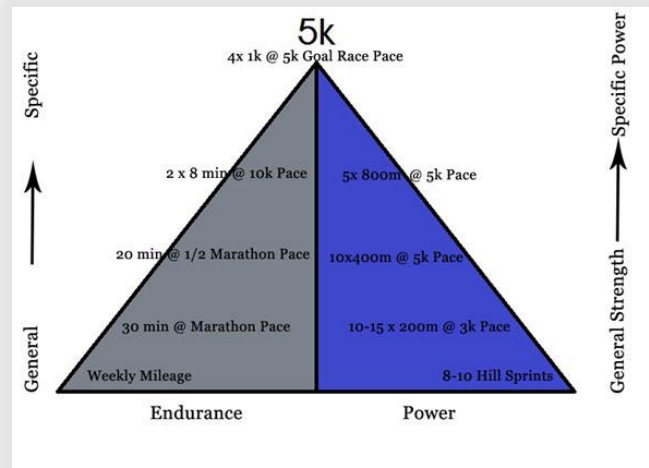 5k
4x 1k @ 5k Goal Race Pace
Specific
Specific Power
2 x 8 min @ 10k Pace
5x 800m @ 5k Pace
20 min @ 1/2 Marathon Pace
10x400m @ 5k Pace
30 min @ Marathon Pace
10-15 x 200m @ 3k Pace
General
General Strength
Weekly Mileage
8-10 Hill Sprints
Endurance
Power